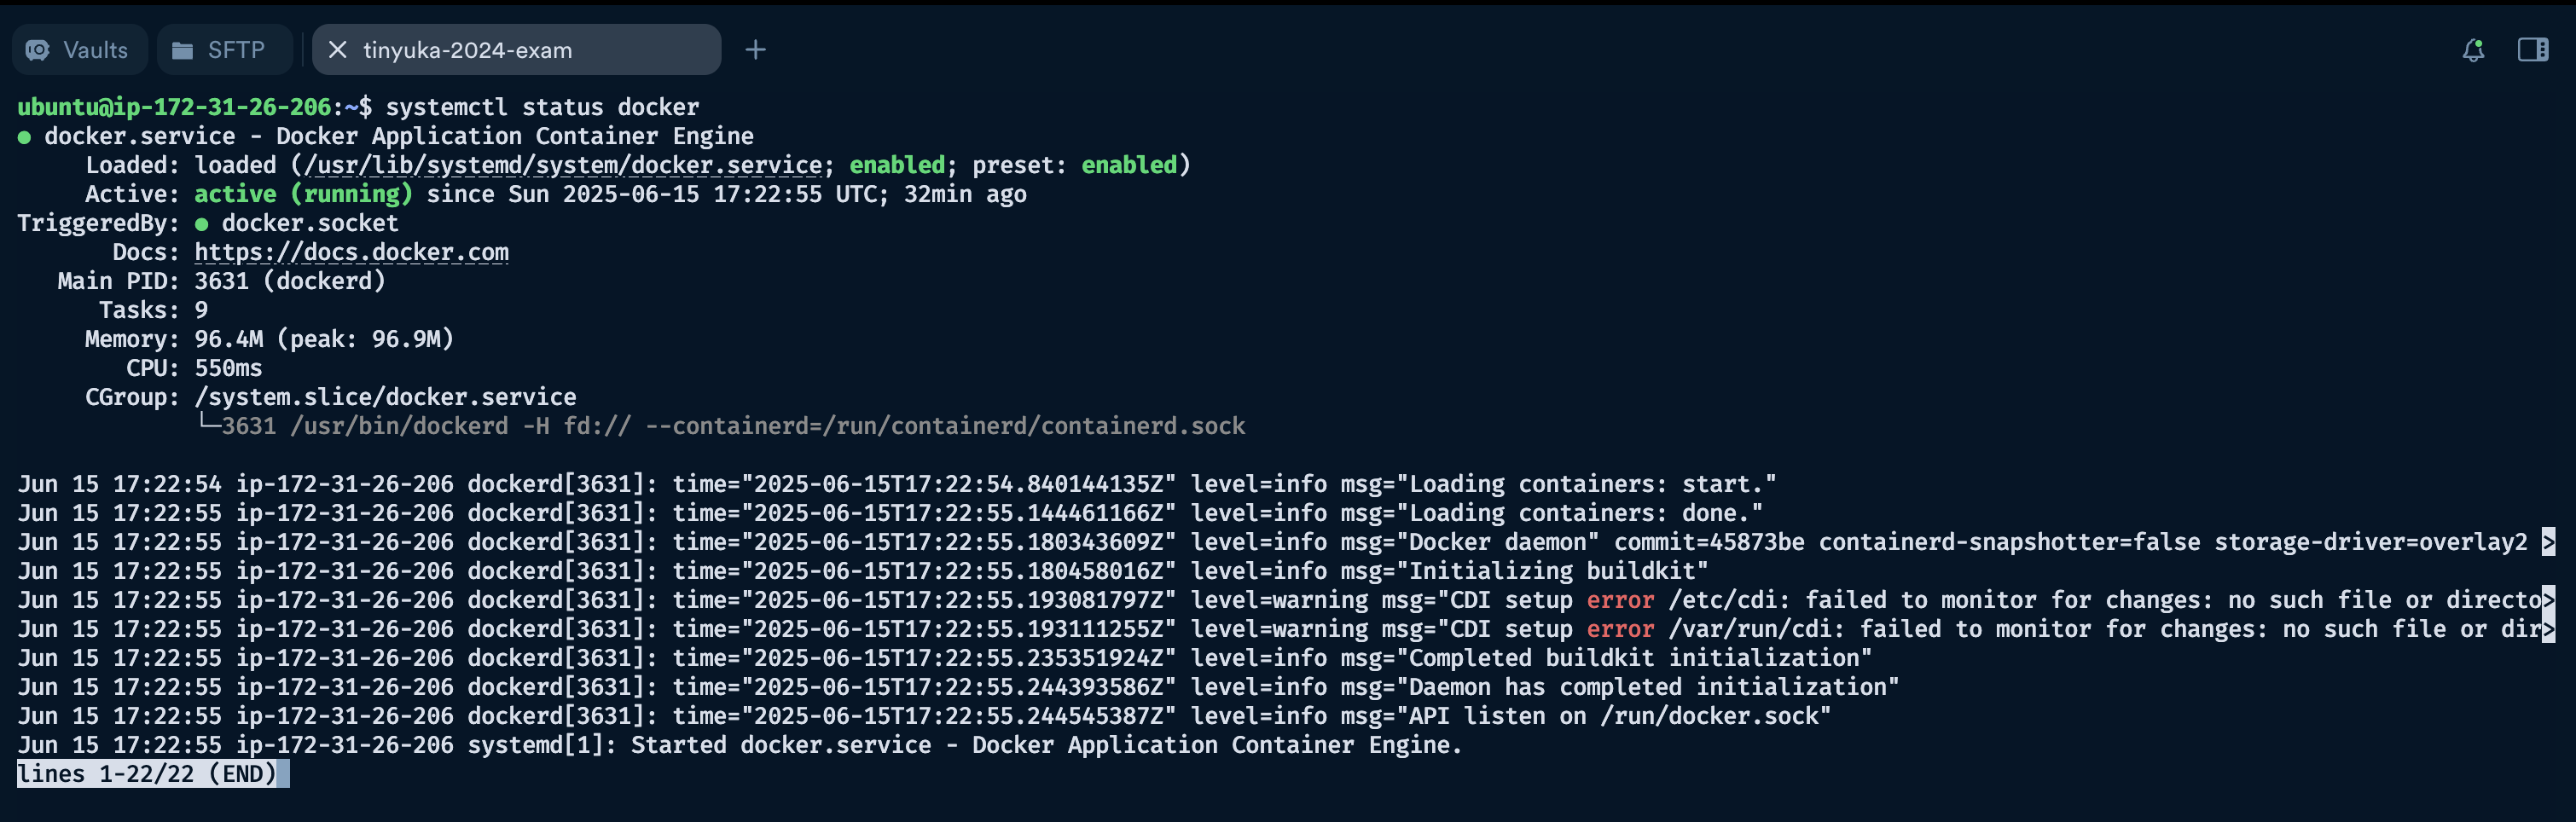 Vaults SFTP tinyuka-2024-exam
ubuntu@ip-172-31-26-206:~$ systemctl status docker
● docker.service - Docker Application Container Engine
Loaded: loaded (/usr/lib/systemd/system/docker.service; enabled; preset: enabled)
Active: active (running) since Sun 2025-06-15 17:22:55 UTC; 32min ago
TriggeredBy: ● docker.socket
Docs: https://docs.docker.com
Main PID: 3631 (dockerd)
Tasks: 9
Memory: 96.4M (peak: 96.9M)
CPU: 550ms
CGroup: /system.slice/docker.service
└─3631 /usr/bin/dockerd -H fd:// --containerd=/run/containerd/containerd.sock
Jun 15 17:22:54 ip-172-31-26-206 dockerd[3631]: time="2025-06-15T17:22:54.840144135Z" level=info msg="Loading containers: start."
Jun 15 17:22:55 ip-172-31-26-206 dockerd[3631]: time="2025-06-15T17:22:55.144461166Z" level=info msg="Loading containers: done."
Jun 15 17:22:55 ip-172-31-26-206 dockerd[3631]: time="2025-06-15T17:22:55.180343609Z" level=info msg="Docker daemon" commit=45873be containerd-snapshotter=false storage-driver=overlay2 >
Jun 15 17:22:55 ip-172-31-26-206 dockerd[3631]: time="2025-06-15T17:22:55.180458016Z" level=info msg="Initializing buildkit"
Jun 15 17:22:55 ip-172-31-26-206 dockerd[3631]: time="2025-06-15T17:22:55.193081797Z" level=warning msg="CDI setup error /etc/cdi: failed to monitor for changes: no such file or directo>
Jun 15 17:22:55 ip-172-31-26-206 dockerd[3631]: time="2025-06-15T17:22:55.193111255Z" level=warning msg="CDI setup error /var/run/cdi: failed to monitor for changes: no such file or dir>
Jun 15 17:22:55 ip-172-31-26-206 dockerd[3631]: time="2025-06-15T17:22:55.235351924Z" level=info msg="Completed buildkit initialization"
Jun 15 17:22:55 ip-172-31-26-206 dockerd[3631]: time="2025-06-15T17:22:55.244393586Z" level=info msg="Daemon has completed initialization"
Jun 15 17:22:55 ip-172-31-26-206 dockerd[3631]: time="2025-06-15T17:22:55.244545387Z" level=info msg="API listen on /run/docker.sock"
Jun 15 17:22:55 ip-172-31-26-206 systemd[1]: Started docker.service - Docker Application Container Engine.
lines 1-22/22 (END)